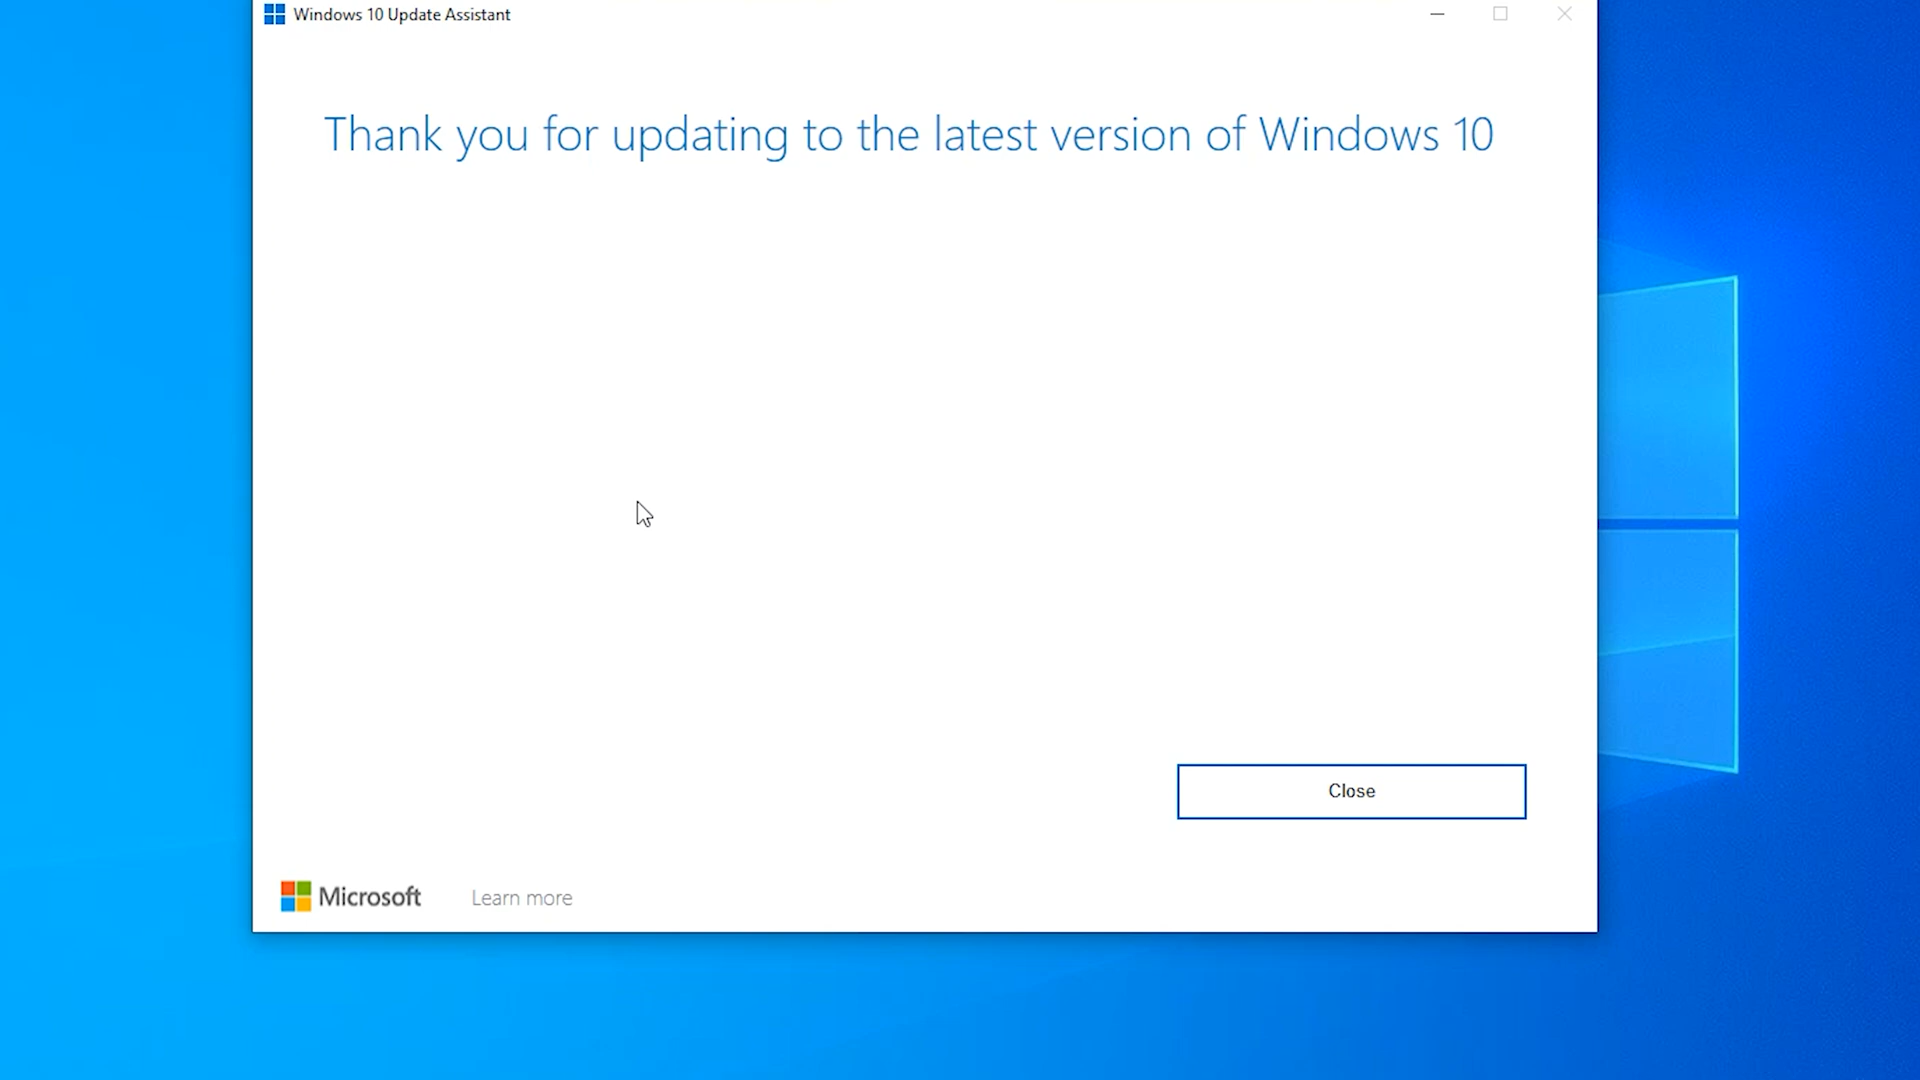 Windows 10 Update Assistant
Thank you for updating to the latest version of Windows 10
Close
Microsoft
Learn more